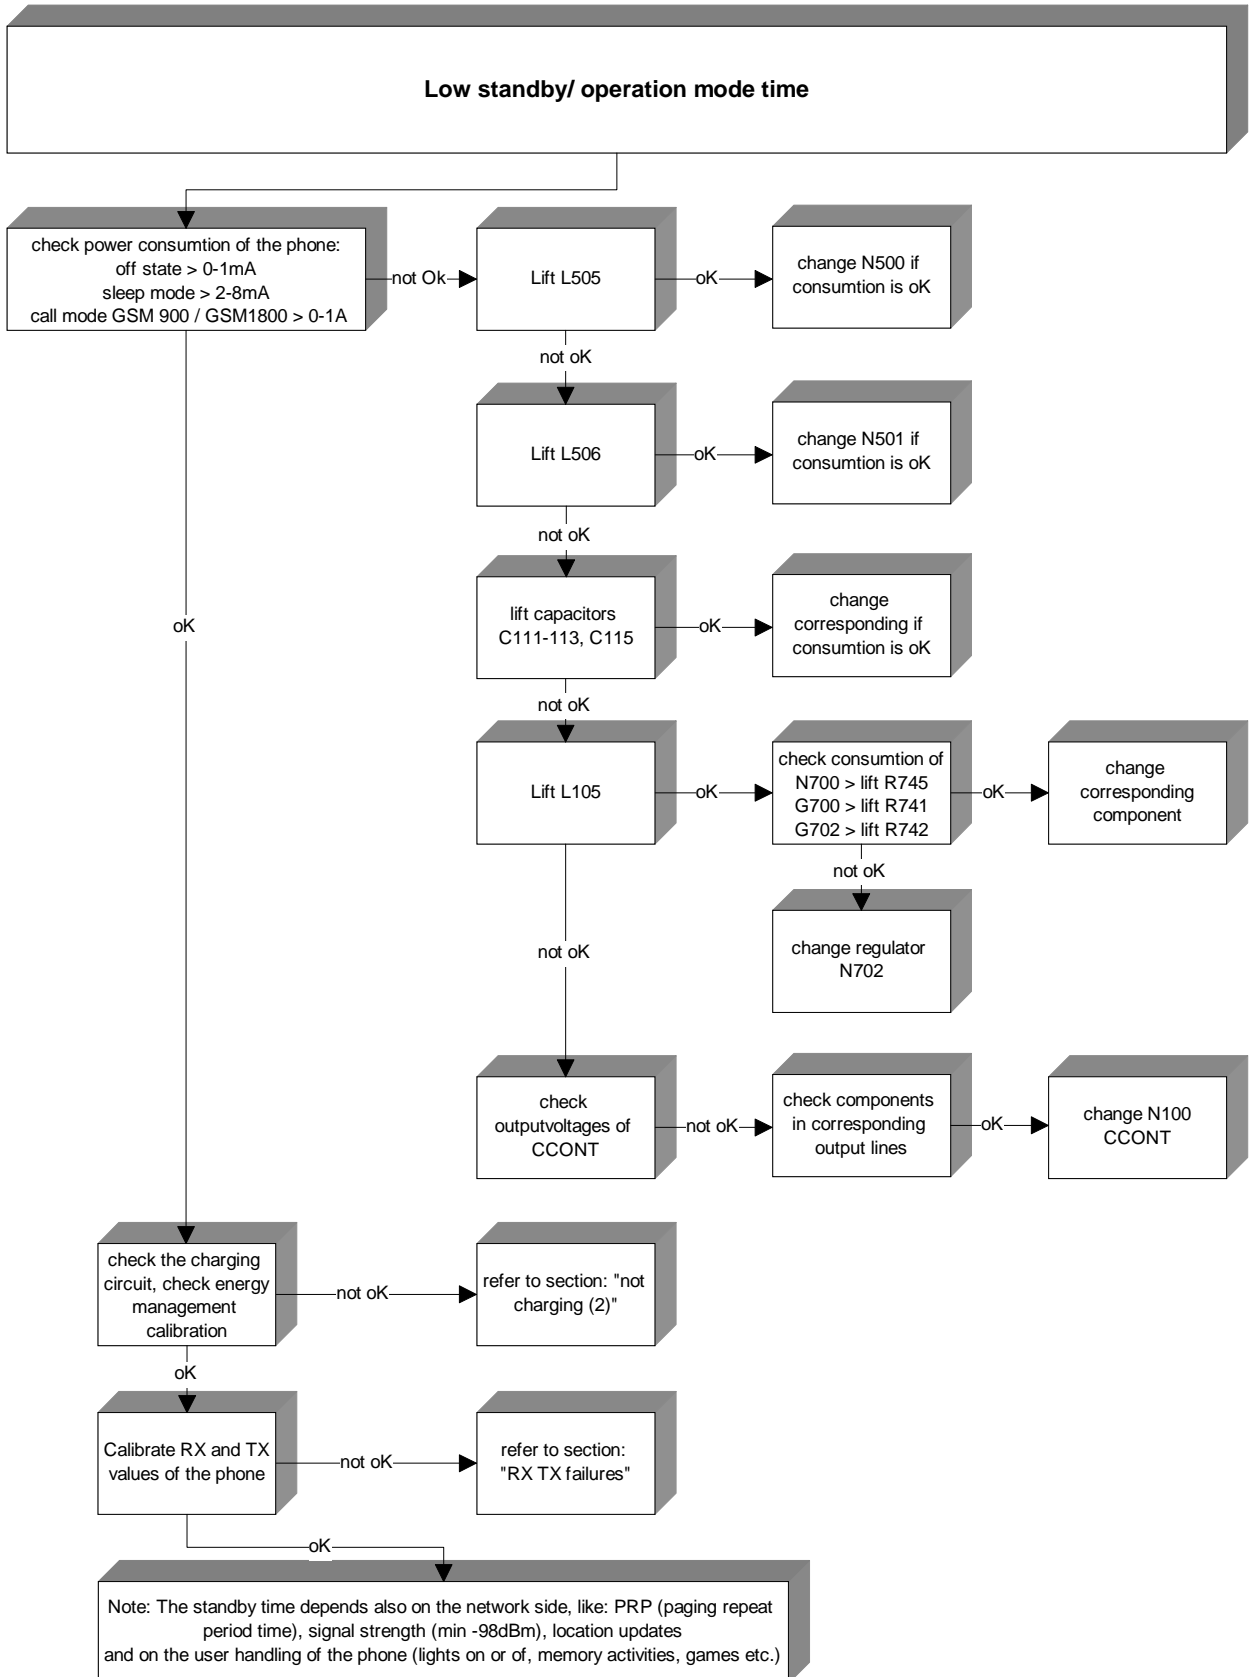 Low standby/ operation mode time
check power consumtion of the phone:
off state > 0-1mA
sleep mode > 2-8mA
call mode GSM 900 / GSM1800 > 0-1A
not Ok
Lift L505
oK
change N500 if
consumtion is oK
not oK
Lift L506
oK
change N501 if
consumtion is oK
not oK
lift capacitors
C111-113, C115
oK
change
corresponding if
consumtion is oK
not oK
Lift L105
oK
check consumtion of
N700 > lift R745
G700 > lift R741
G702 > lift R742
oK
change
corresponding
component
not oK
change regulator
N702
not oK
check
outputvoltages of
CCONT
not oK
check components
in corresponding
output lines
oK
change N100
CCONT
oK
check the charging
circuit, check energy
management
calibration
not oK
refer to section: "not
charging (2)"
oK
Calibrate RX and TX
values of the phone
not oK
refer to section:
"RX TX failures"
oK
Note: The standby time depends also on the network side, like: PRP (paging repeat
period time), signal strength (min -98dBm), location updates
and on the user handling of the phone (lights on or of, memory activities, games etc.)